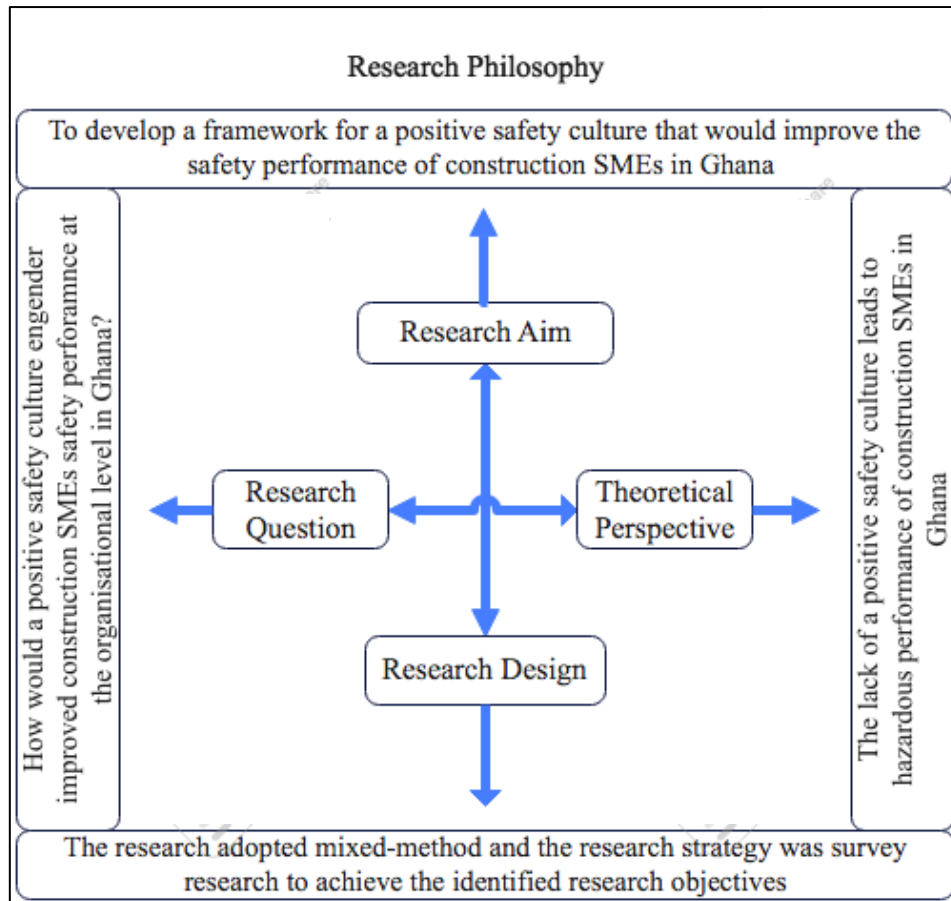 Research Philosophy
To develop a framework for a positive safety culture that would improve the
safety performance of construction SMEs in Ghana
How would a positive safety culture engender
improved construction SMEs safety perforamnce at
the organisational level in Ghana?
Research Aim
Research
Question
Theoretical
Perspective
Research Design
The lack of a positive safety culture leads to
hazardous performance of construction SMEs in
Ghana
The research adopted mixed-method and the research strategy was survey
research to achieve the identified research objectives